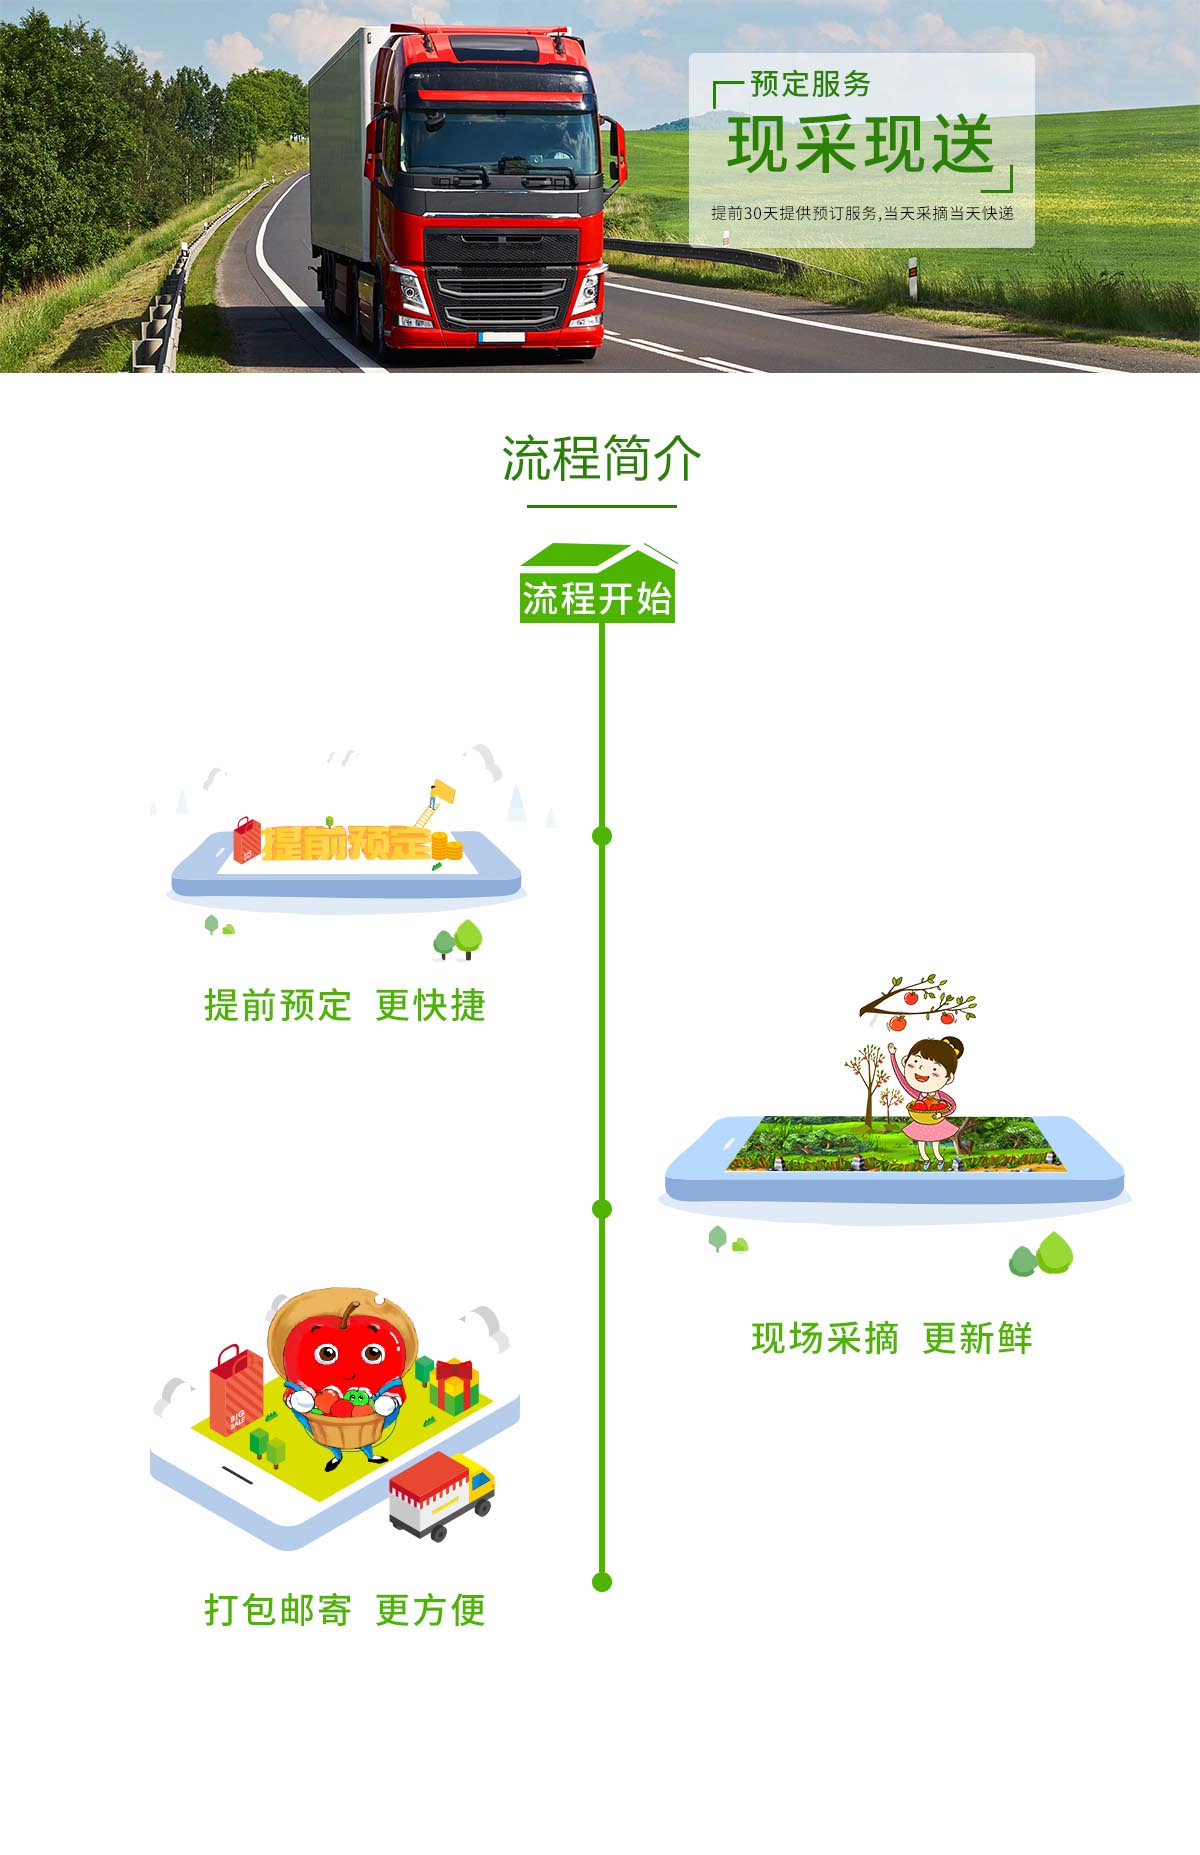 预定服务
现采现送
提前30天提供预订服务,当天采摘当天快递
流程简介
流程开始
提前预定
提前预定 更快捷
现场采摘 更新鲜
BIG
SALE
打包邮寄 更方便